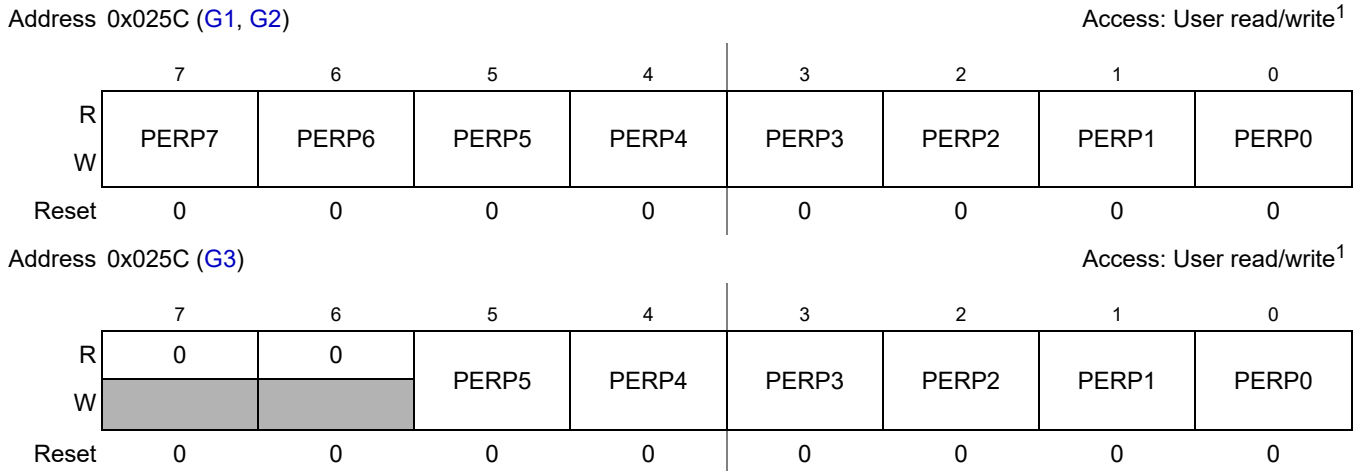 Address 0x025C (G1, G2) Access: User read/write1
7 6 5 4 3 2 1 0
R
PERP7 PERP6 PERP5 PERP4 PERP3 PERP2 PERP1 PERP0
W
Reset 0 0 0 0 0 0 0 0
Address 0x025C (G3) Access: User read/write1
7 6 5 4 3 2 1 0
R 0 0
PERP5 PERP4 PERP3 PERP2 PERP1 PERP0
W
Reset 0 0 0 0 0 0 0 0